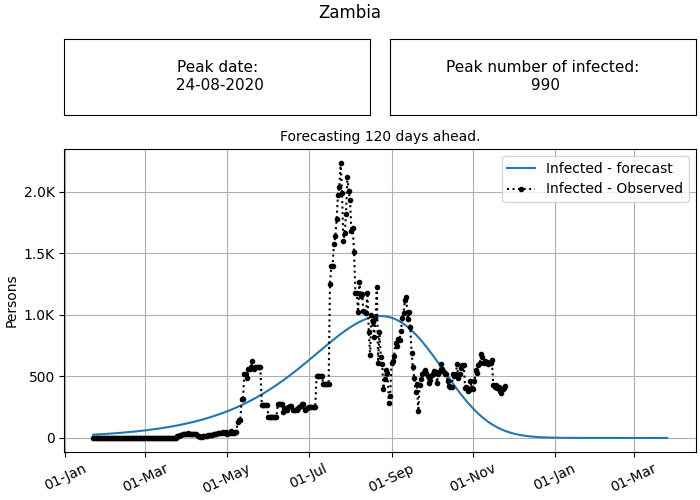 Zambia
Peak date:
24-08-2020
Peak number of infected:
990
Forecasting 120 days ahead.
Infected - forecast
Infected - Observed
Persons
2.0K
1.5K
1.0K
500
0
01-Jan
01-Mar
01-May
01-Jul
01-Sep
01-Nov
01-Jan
01-Mar